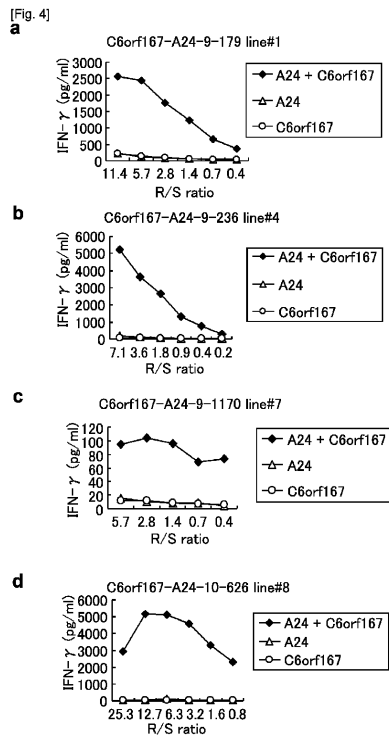 [Fig. 4]
a
C6orf167-A24-9-179 line#1
IFN-γ (pg/ml)
3000
2500
2000
1500
1000
500
0
11.4 5.7 2.8 1.4 0.7 0.4
R/S ratio
A24 + C6orf167
A24
C6orf167
b
C6orf167-A24-9-236 line#4
IFN-γ (pg/ml)
6000
5000
4000
3000
2000
1000
0
7.1 3.6 1.8 0.9 0.4 0.2
R/S ratio
A24 + C6orf167
A24
C6orf167
c
C6orf167-A24-9-1170 line#7
IFN-γ (pg/ml)
120
100
80
60
40
20
0
5.7 2.8 1.4 0.7 0.4
R/S ratio
A24 + C6orf167
A24
C6orf167
d
C6orf167-A24-10-626 line#8
IFN-γ (pg/ml)
6000
5000
4000
3000
2000
1000
0
25.3 12.7 6.3 3.2 1.6 0.8
R/S ratio
A24 + C6orf167
A24
C6orf167